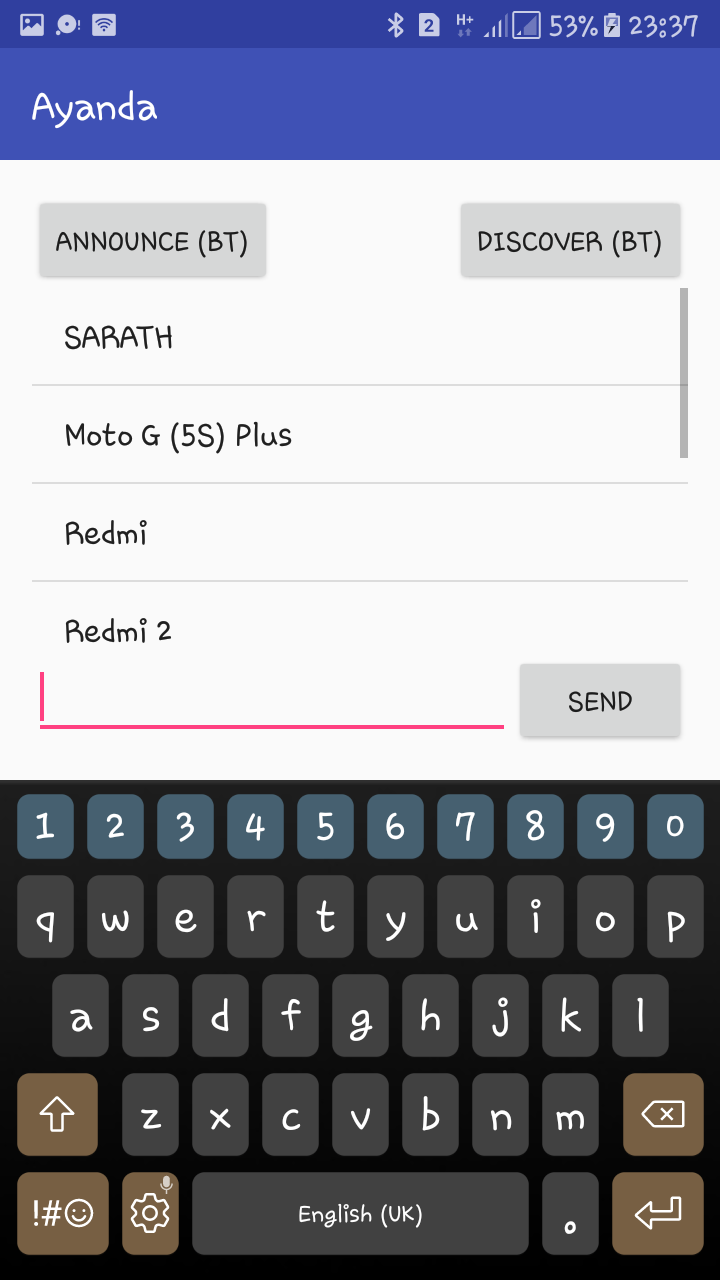 2 H+ 53% 23:37
Ayanda
ANNOUNCE (BT) DISCOVER (BT)
SARATH
Moto G (5S) Plus
Redmi
Redmi 2
SEND
1 2 3 4 5 6 7 8 9 0
q w e r t y u i o p
a s d f g h j k l
z x c v b n m
!#☺ English (UK) .